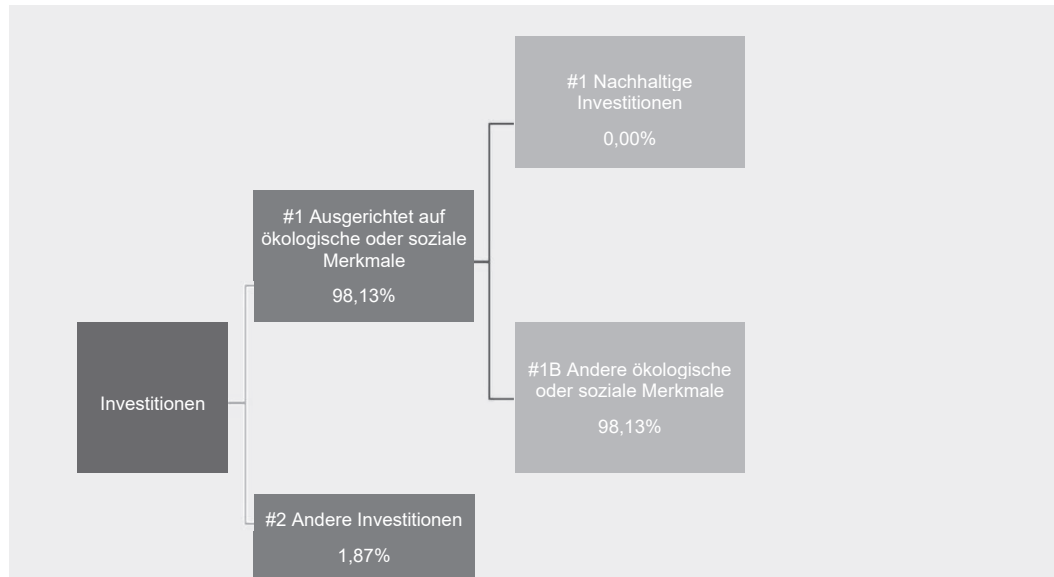 #1 Nachhaltige
Investitionen
0,00%
#1 Ausgerichtet auf
ökologische oder soziale
Merkmale
98,13%
Investitionen
#1B Andere ökologische
oder soziale Merkmale
98,13%
#2 Andere Investitionen
1,87%